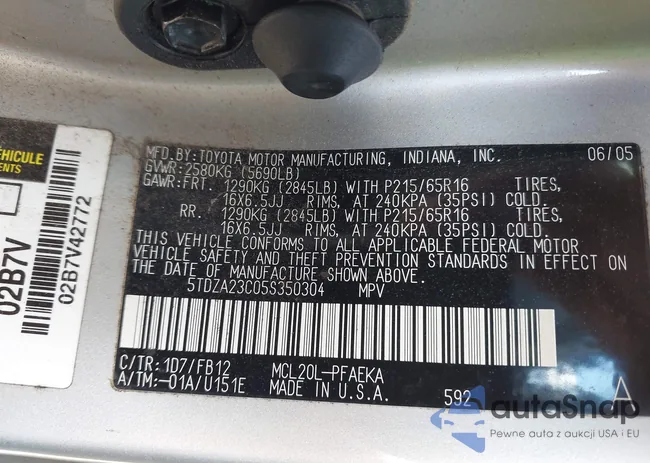 ÉHICULE
ENTS
02B7V
02B7V42772
MFD.BY:TOYOTA MOTOR MANUFACTURING, INDIANA, INC. 06/05
GVWR:2580KG (5690LB)
GAWR:FRT. 1290KG (2845LB) WITH P215/65R16 TIRES,
16X6.5JJ RIMS, AT 240KPA (35PSI) COLD.
RR. 1290KG (2845LB) WITH P215/65R16 TIRES,
16X6.5JJ RIMS, AT 240KPA (35PSI) COLD.
THIS VEHICLE CONFORMS TO ALL APPLICABLE FEDERAL MOTOR
VEHICLE SAFETY AND THEFT PREVENTION STANDARDS IN EFFECT ON
THE DATE OF MANUFACTURE SHOWN ABOVE.
5TDZA23C05S350304 MPV
C/TR:1D7/FB12 MCL20L-PFAEKA
A/TM:-01A/U151E MADE IN U.S.A. 592 A
autoSnap
Pewne auta z aukcji USA i EU